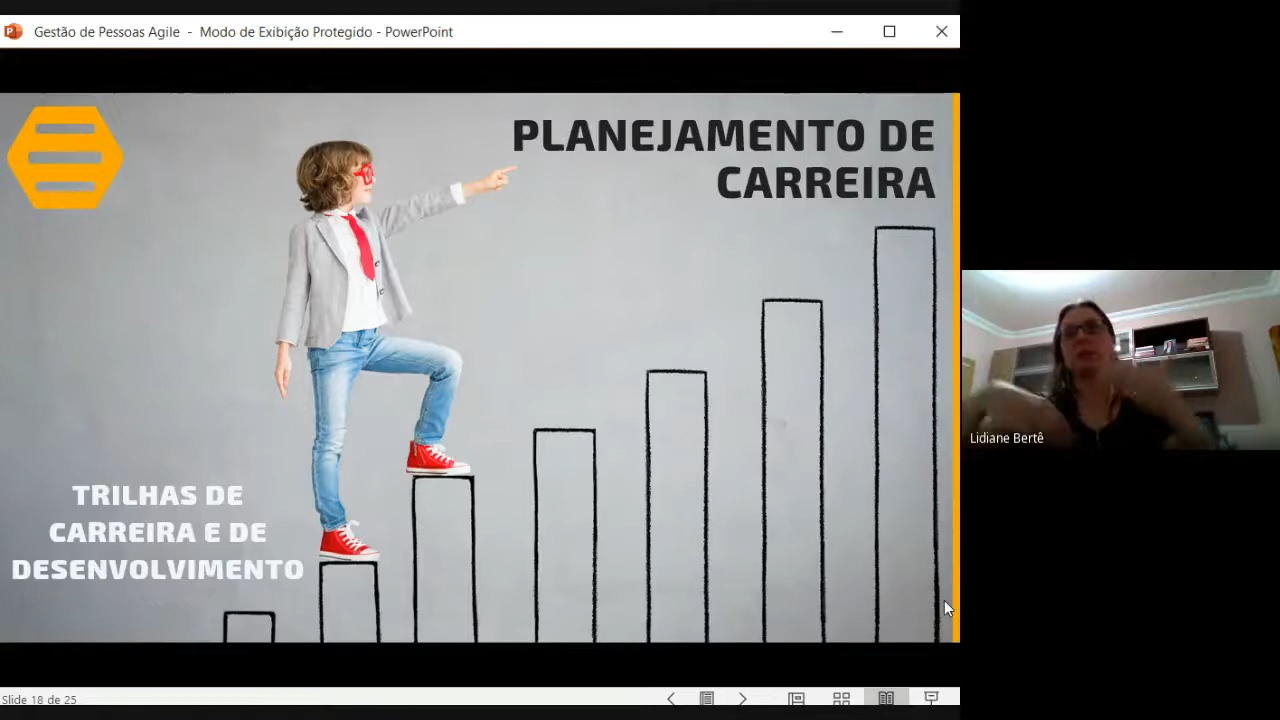 Gestão de Pessoas Agile - Modo de Exibição Protegido - PowerPoint
PLANEJAMENTO DE
CARREIRA
TRILHAS DE
CARREIRA E DE
DESENVOLVIMENTO
Lidiane Bertê
Slide 18 de 25